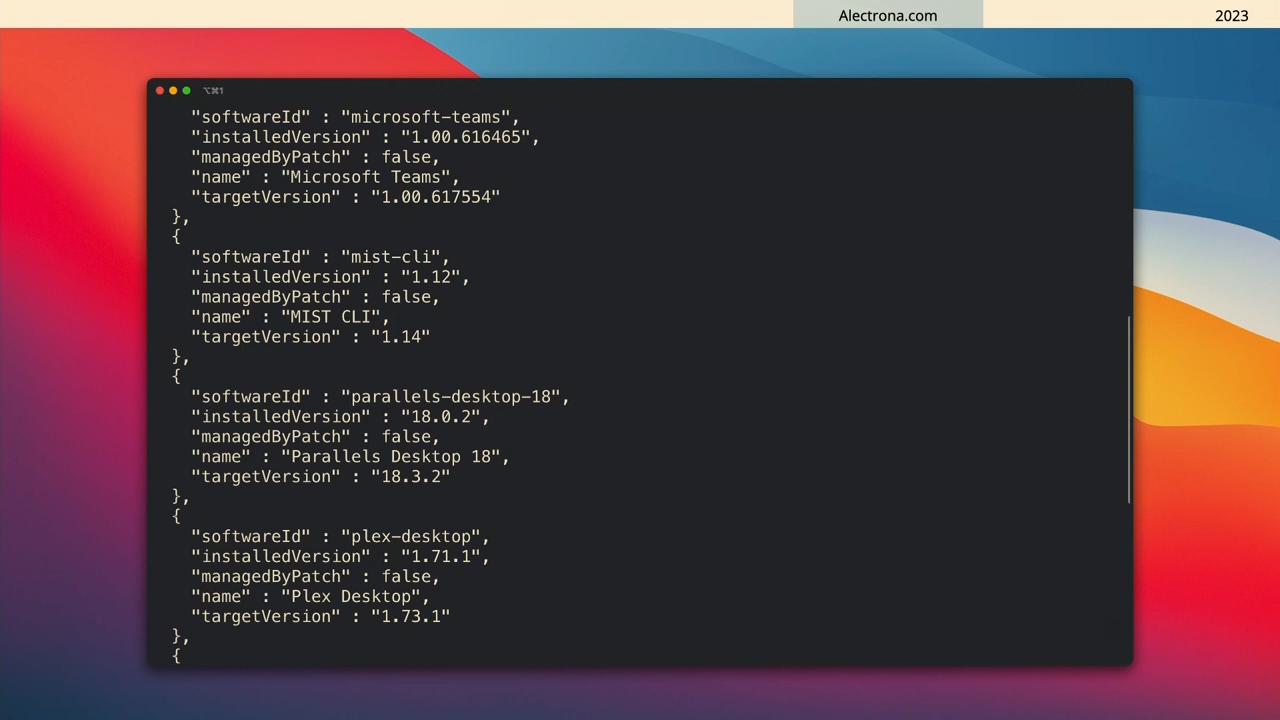 Alectrona.com
2023
⌥⌘1
"softwareId" : "microsoft-teams",
"installedVersion" : "1.00.616465",
"managedByPatch" : false,
"name" : "Microsoft Teams",
"targetVersion" : "1.00.617554"
},
{
"softwareId" : "mist-cli",
"installedVersion" : "1.12",
"managedByPatch" : false,
"name" : "MIST CLI",
"targetVersion" : "1.14"
},
{
"softwareId" : "parallels-desktop-18",
"installedVersion" : "18.0.2",
"managedByPatch" : false,
"name" : "Parallels Desktop 18",
"targetVersion" : "18.3.2"
},
{
"softwareId" : "plex-desktop",
"installedVersion" : "1.71.1",
"managedByPatch" : false,
"name" : "Plex Desktop",
"targetVersion" : "1.73.1"
},
{